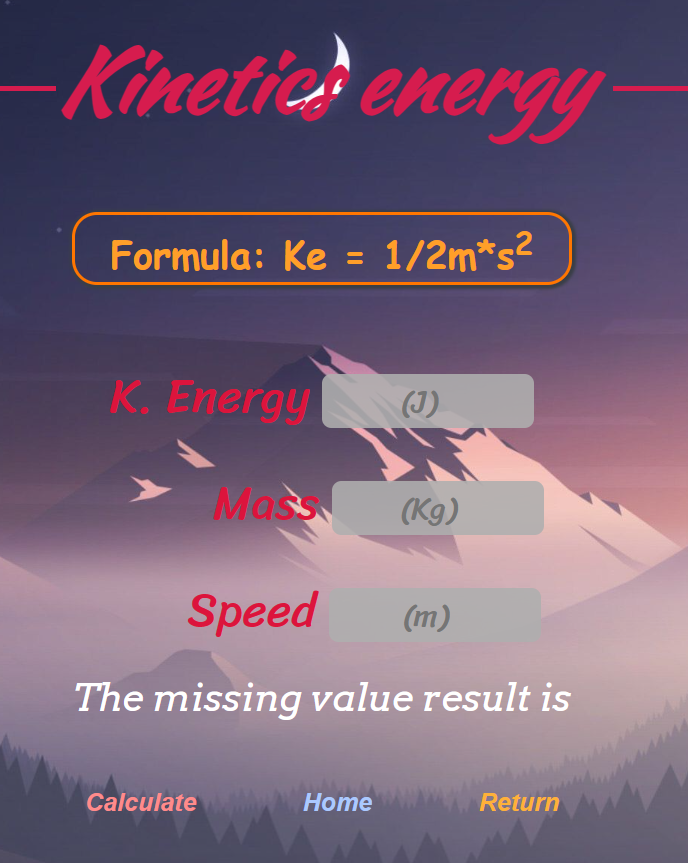 Kinetics energy
Formula: Ke = 1/2m*s²
K. Energy (J)
Mass (Kg)
Speed (m)
The missing value result is
Calculate Home Return